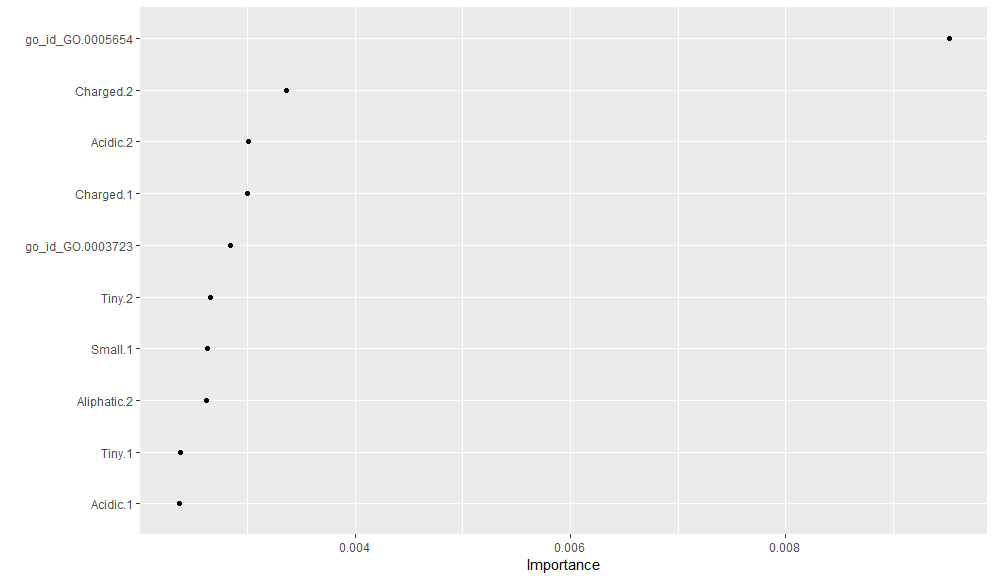 go_id_GO.0005654
Charged.2
Acidic.2
Charged.1
go_id_GO.0003723
Tiny.2
Small.1
Aliphatic.2
Tiny.1
Acidic.1
0.004 0.006 0.008
Importance